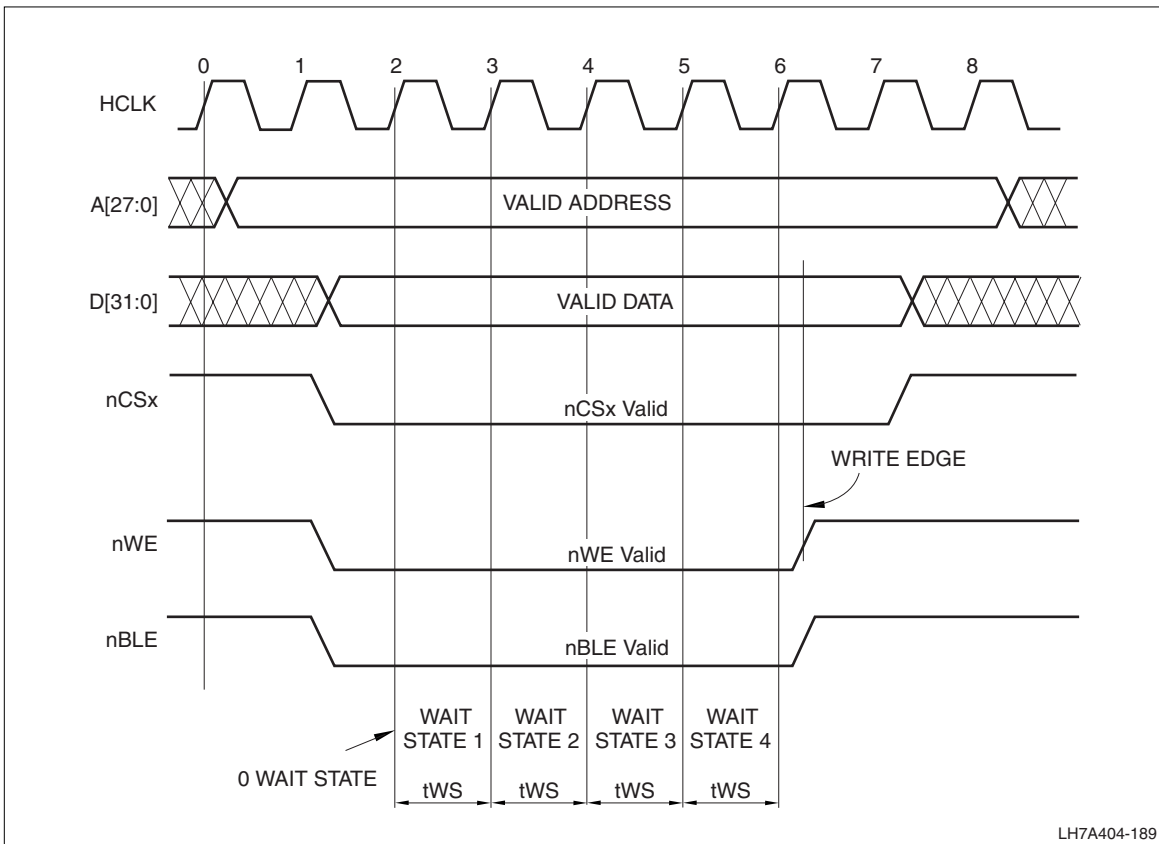 0 1 2 3 4 5 6 7 8
HCLK
A[27:0] VALID ADDRESS
D[31:0] VALID DATA
nCSx nCSx Valid
WRITE EDGE
nWE nWE Valid
nBLE nBLE Valid
WAIT STATE 1
WAIT STATE 2
WAIT STATE 3
WAIT STATE 4
0 WAIT STATE
tWS tWS tWS tWS
LH7A404-189